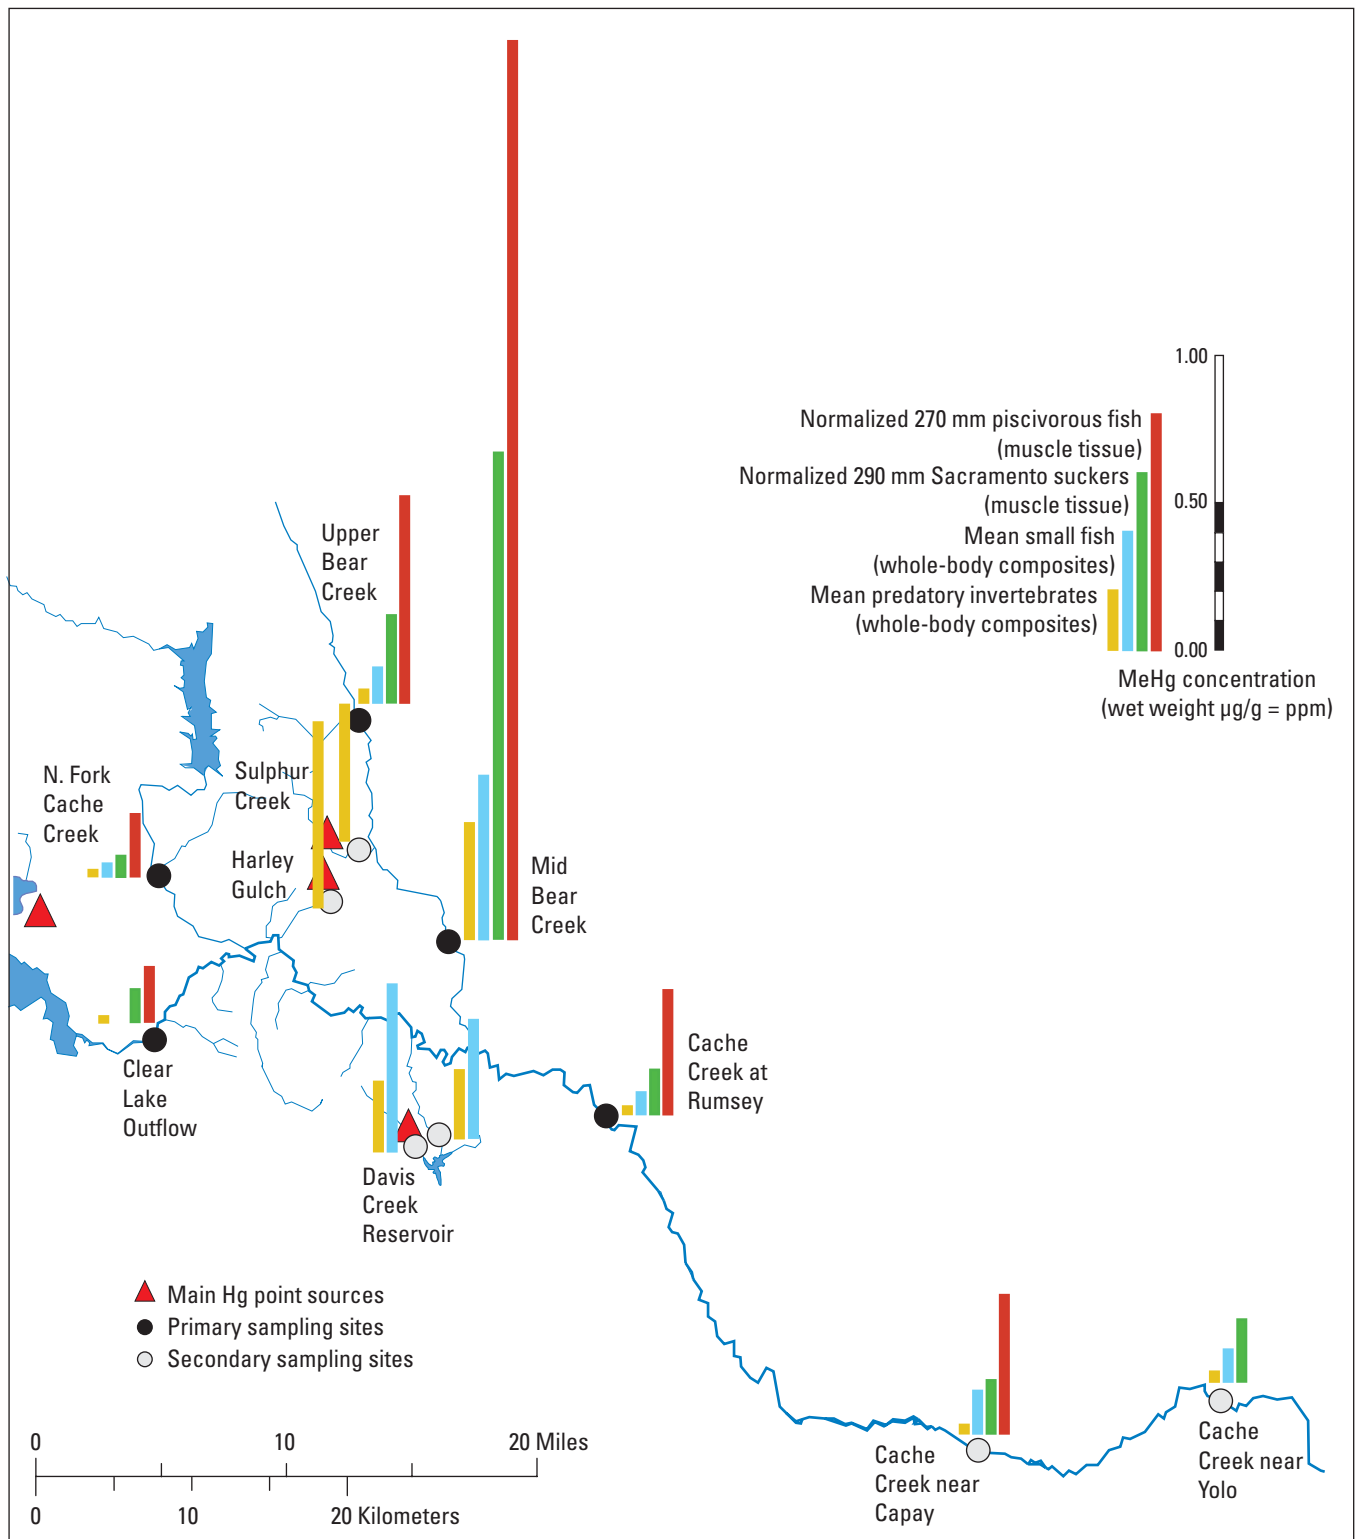 1.00
Normalized 270 mm piscivorous fish
(muscle tissue)
Normalized 290 mm Sacramento suckers
(muscle tissue)
0.50
Mean small fish
(whole-body composites)
Mean predatory invertebrates
(whole-body composites)
0.00
MeHg concentration
(wet weight µg/g = ppm)
Upper
Bear
Creek
N. Fork
Cache
Creek
Sulphur
Creek
Harley
Gulch
Mid
Bear
Creek
Clear
Lake
Outflow
Cache
Creek at
Rumsey
Davis
Creek
Reservoir
Main Hg point sources
Primary sampling sites
Secondary sampling sites
Cache
Creek near
Capay
Cache
Creek near
Yolo
0 10 20 Miles
0 10 20 Kilometers